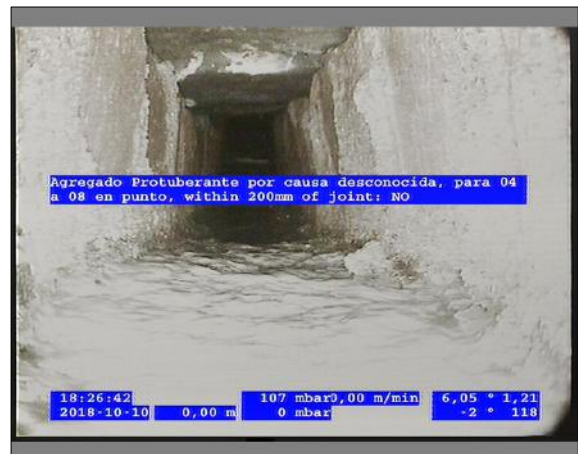 Agregado Protuberante por causa desconocida, para 04
a 08 en punto, within 200mm of joint: NO
18:26:42 107 mbar0,00 m/min 6,05 ° 1,21
2018-10-10 0,00 m 0 mbar -2 ° 118